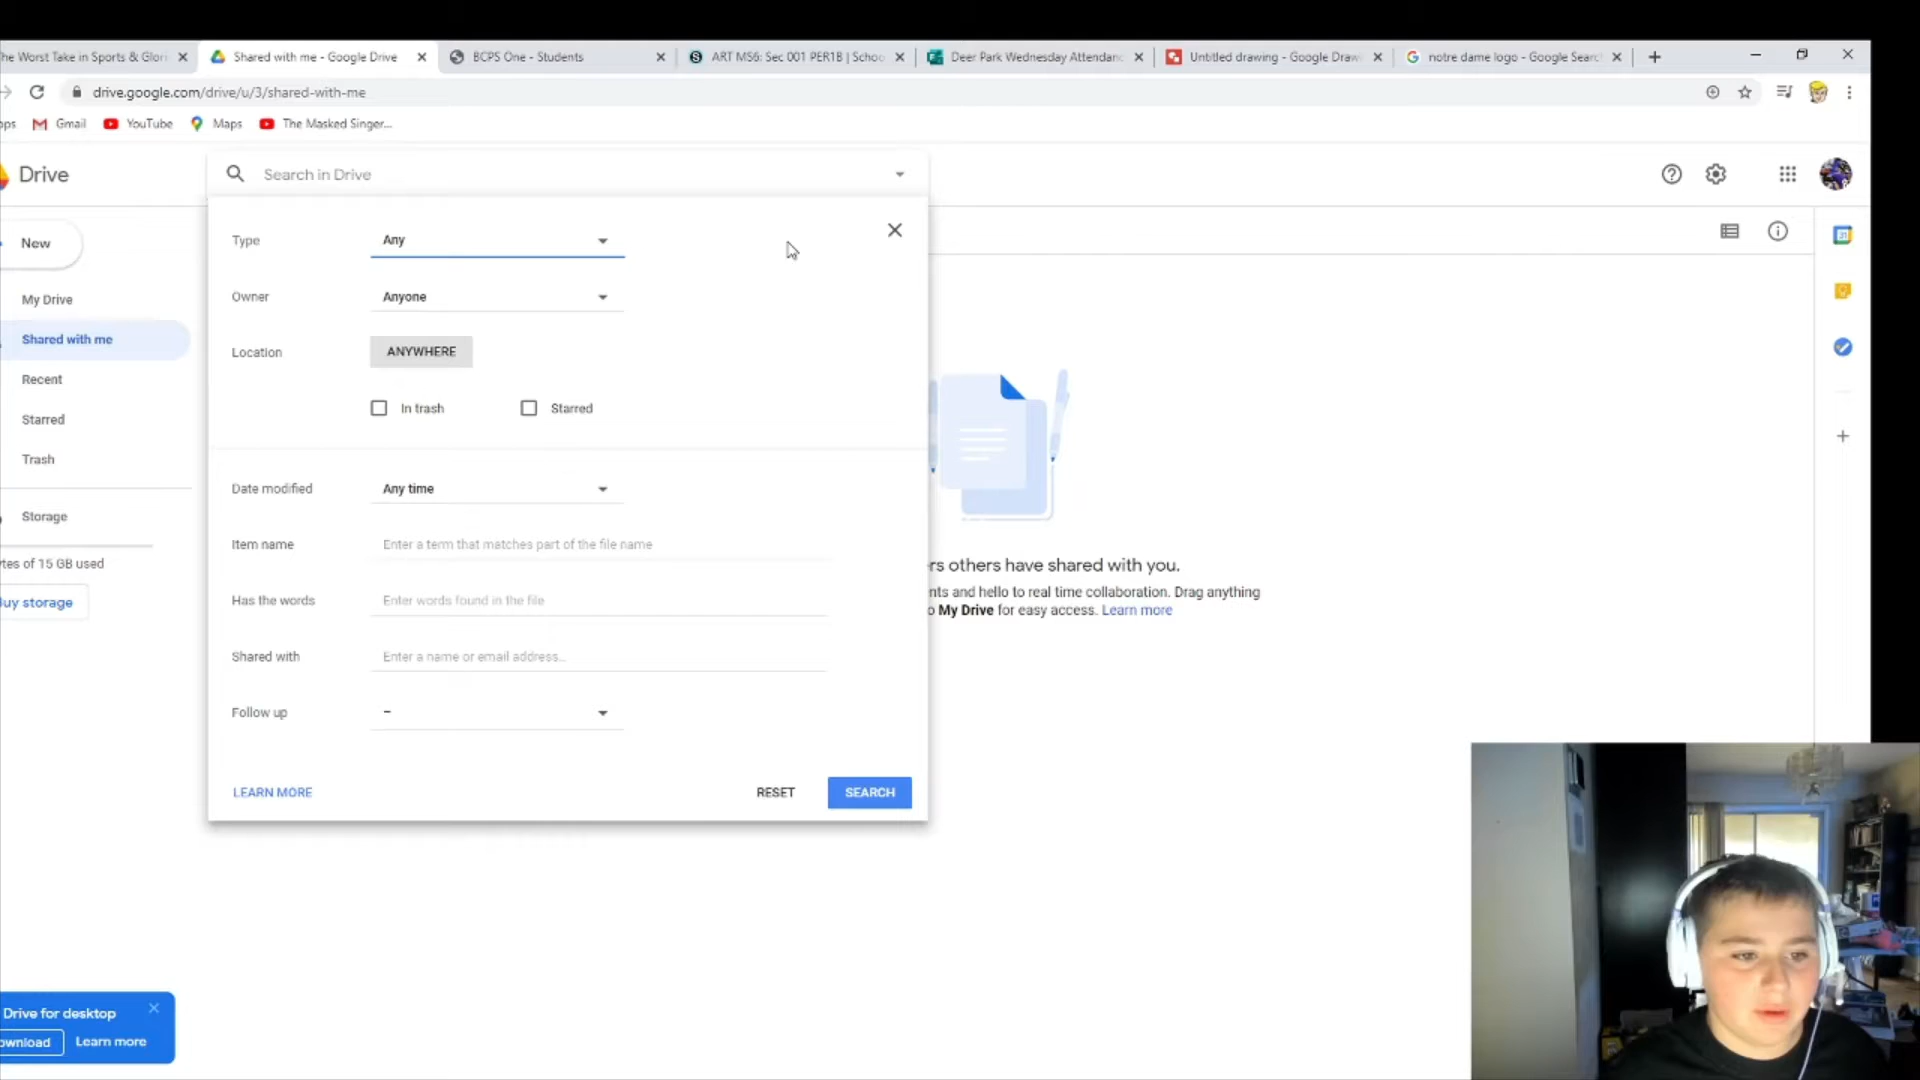 he Worst Take in Sports & Glori
Shared with me - Google Drive
BCPS One - Students
ART MS6: Sec 001 PER1B | Schoo
Deer Park Wednesday Attendanc
Untitled drawing - Google Draw
notre dame logo - Google Searc
drive.google.com/drive/u/3/shared-with-me
ops
Gmail
YouTube
Maps
The Masked Singer...
Drive
Search in Drive
New
My Drive
Shared with me
Recent
Starred
Trash
Storage
tes of 15 GB used
Buy storage
Type
Any
Owner
Anyone
Location
ANYWHERE
In trash
Starred
Date modified
Any time
Item name
Enter a term that matches part of the file name
Has the words
Enter words found in the file
Shared with
Enter a name or email address...
Follow up
–
LEARN MORE
RESET
SEARCH
rs others have shared with you.
nts and hello to real time collaboration. Drag anything
o My Drive for easy access. Learn more
31
Drive for desktop
ownload
Learn more